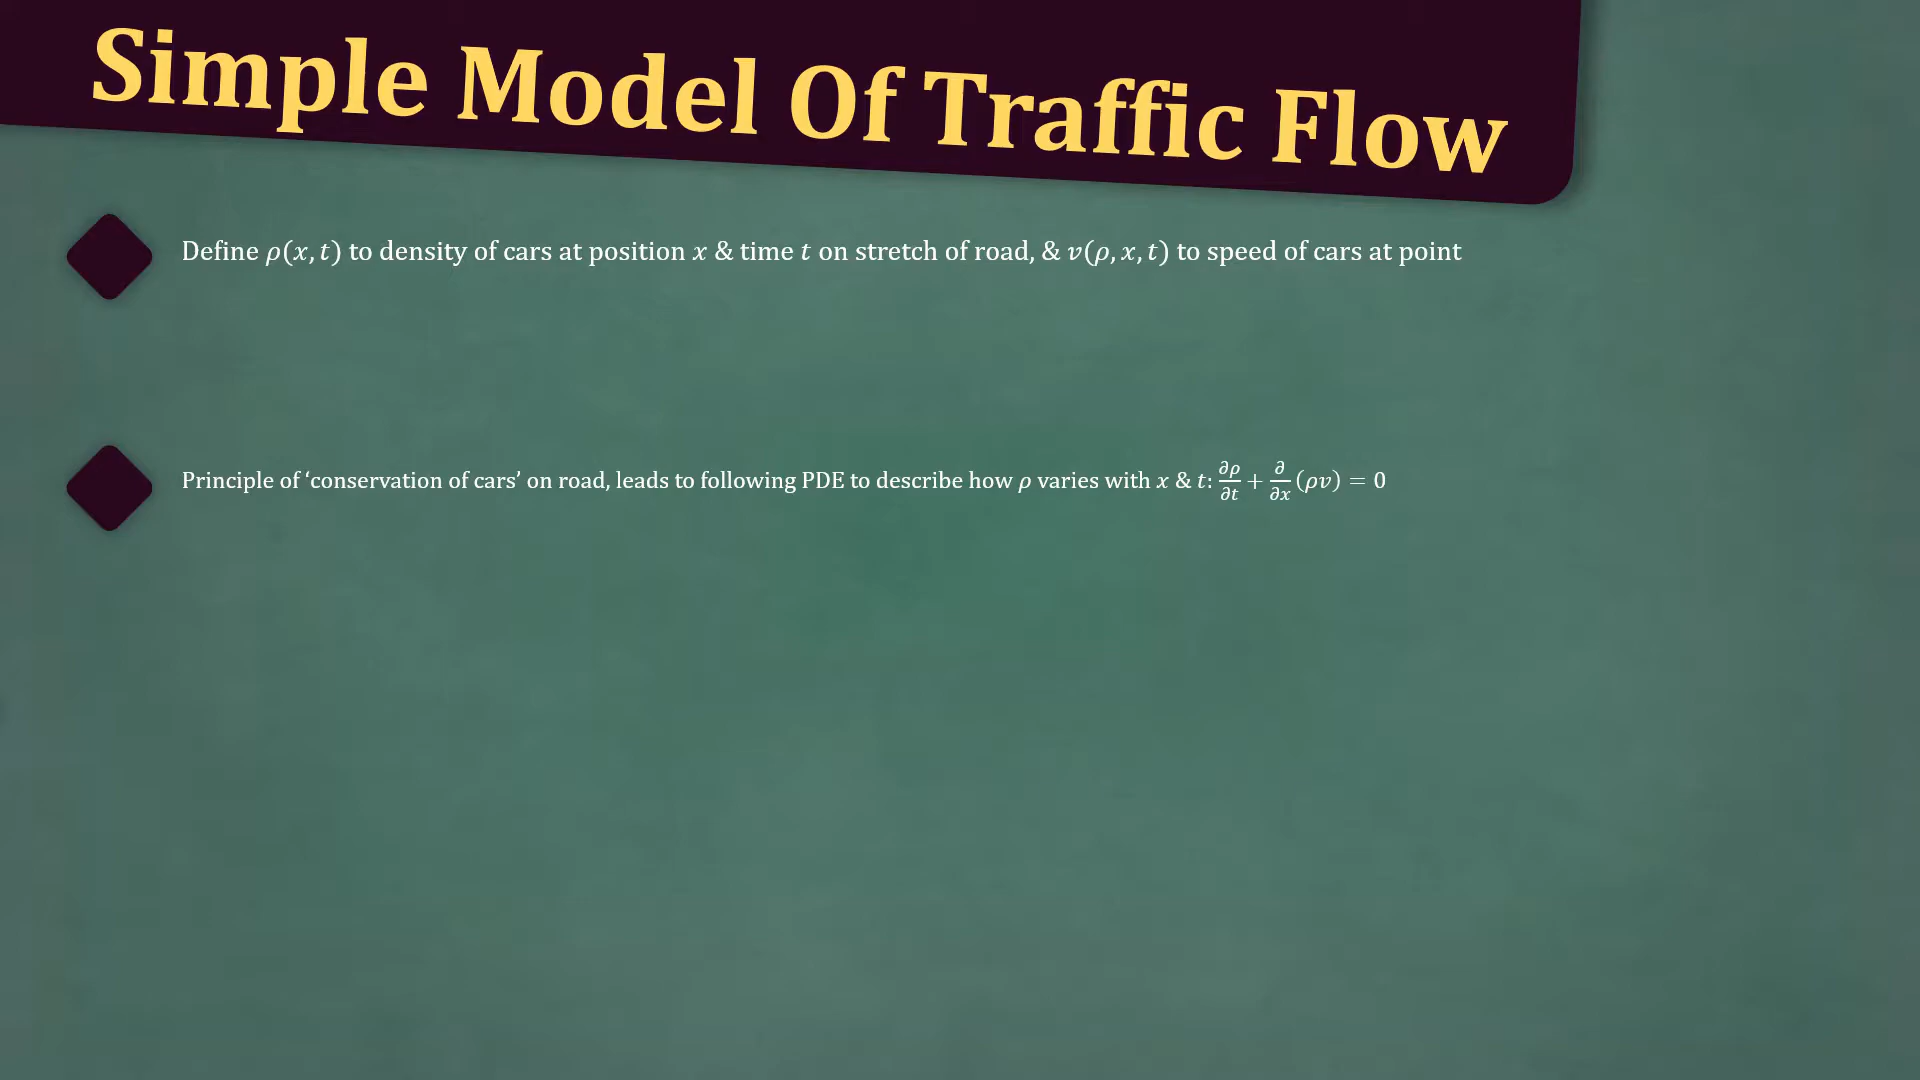 Simple Model Of Traffic Flow
Define ρ(x, t) to density of cars at position x & time t on stretch of road, & v(ρ, x, t) to speed of cars at point
Principle of ‘conservation of cars’ on road, leads to following PDE to describe how ρ varies with x & t: ∂ρ/∂t + ∂/∂x (ρv) = 0